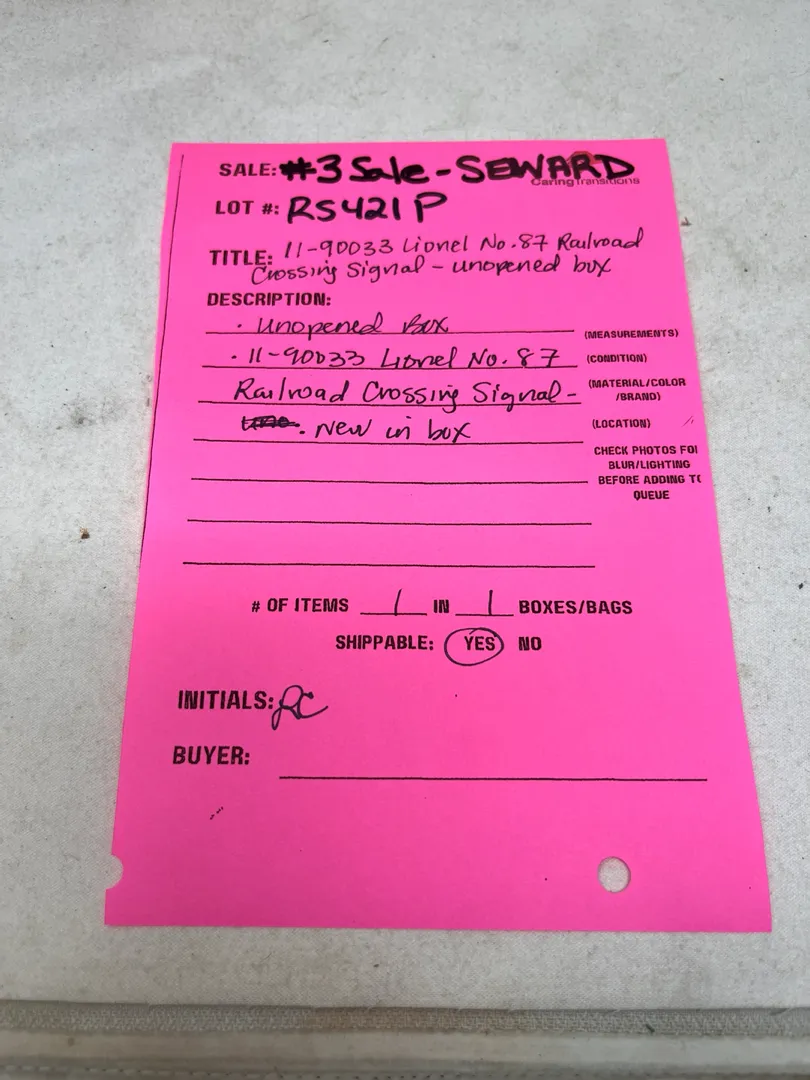 SALE: #3 Sale - SEWARD
CaringTransitions
LOT #: RS421P
TITLE: 11-90033 Lionel No.87 Railroad
Crossing Signal - unopened box
DESCRIPTION:
· Unopened Box
(MEASUREMENTS)
· 11-90033 Lionel No. 87
(CONDITION)
Railroad Crossing Signal -
(MATERIAL/COLOR
/BRAND)
· New in box
(LOCATION)
CHECK PHOTOS FOR
BLUR/LIGHTING
BEFORE ADDING TO
QUEUE
# OF ITEMS 1 IN 1 BOXES/BAGS
SHIPPABLE: YES NO
INITIALS: RC
BUYER: